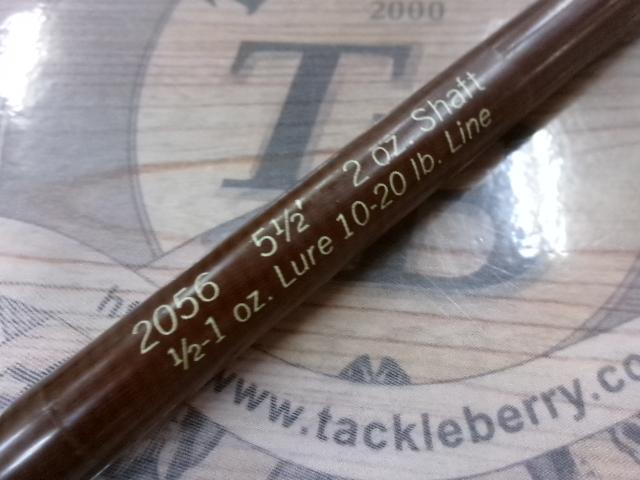 2000
TB
2056 5½' 2 oz. Shaft
½-1 oz. Lure 10-20 lb. Line
www.tackleberry.co